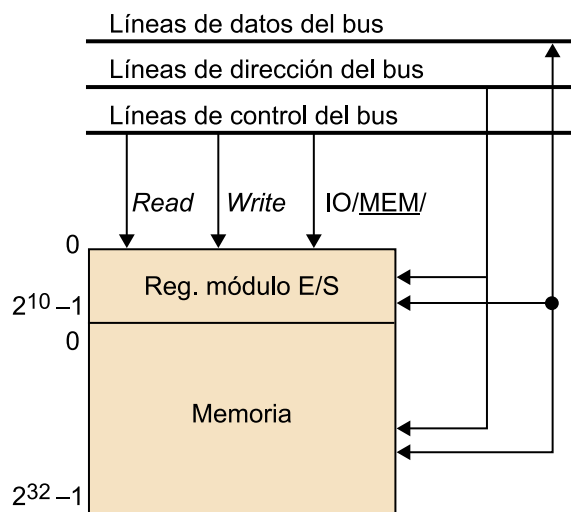 Líneas de datos del bus
Líneas de dirección del bus
Líneas de control del bus
Read Write IO/MEM/
0
Reg. módulo E/S
2¹⁰ –1
0
Memoria
2³² –1